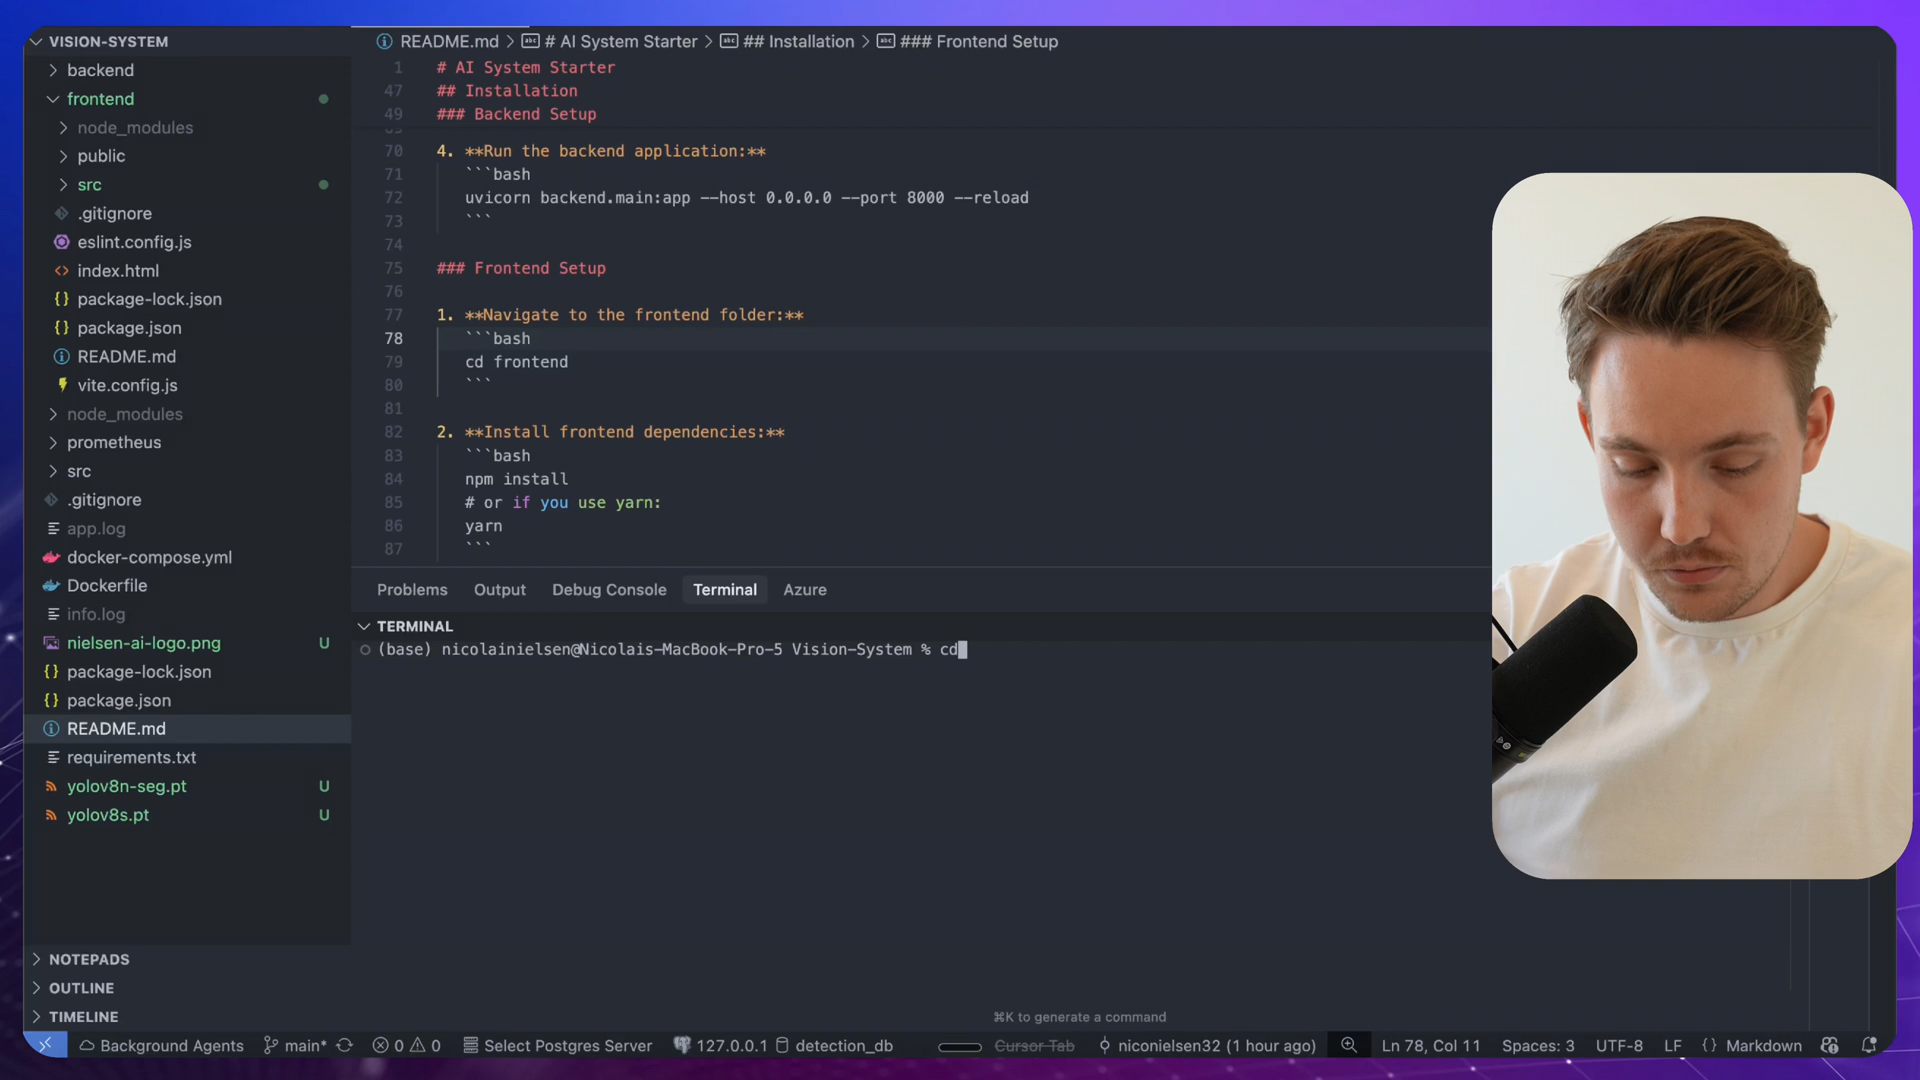 VISION-SYSTEM
backend
frontend
node_modules
public
src
.gitignore
eslint.config.js
index.html
package-lock.json
package.json
README.md
vite.config.js
node_modules
prometheus
src
.gitignore
app.log
docker-compose.yml
Dockerfile
info.log
nielsen-ai-logo.png U
package-lock.json
package.json
README.md
requirements.txt
yolov8n-seg.pt U
yolov8s.pt U
NOTEPADS
OUTLINE
TIMELINE
README.md > # AI System Starter > ## Installation > ### Frontend Setup
1 # AI System Starter
47 ## Installation
49 ### Backend Setup
70 4. **Run the backend application:**
71 ```bash
72 uvicorn backend.main:app --host 0.0.0.0 --port 8000 --reload
73 ```
74
75 ### Frontend Setup
76
77 1. **Navigate to the frontend folder:**
78 ```bash
79 cd frontend
80 ```
81
82 2. **Install frontend dependencies:**
83 ```bash
84 npm install
85 # or if you use yarn:
86 yarn
87 ```
Problems Output Debug Console Terminal Azure
TERMINAL
(base) nicolainielsen@Nicolais-MacBook-Pro-5 Vision-System % cd
⌘K to generate a command
Background Agents main* 0 0 Select Postgres Server 127.0.0.1 detection_db Cursor Tab niconielsen32 (1 hour ago) Ln 78, Col 11 Spaces: 3 UTF-8 LF {} Markdown